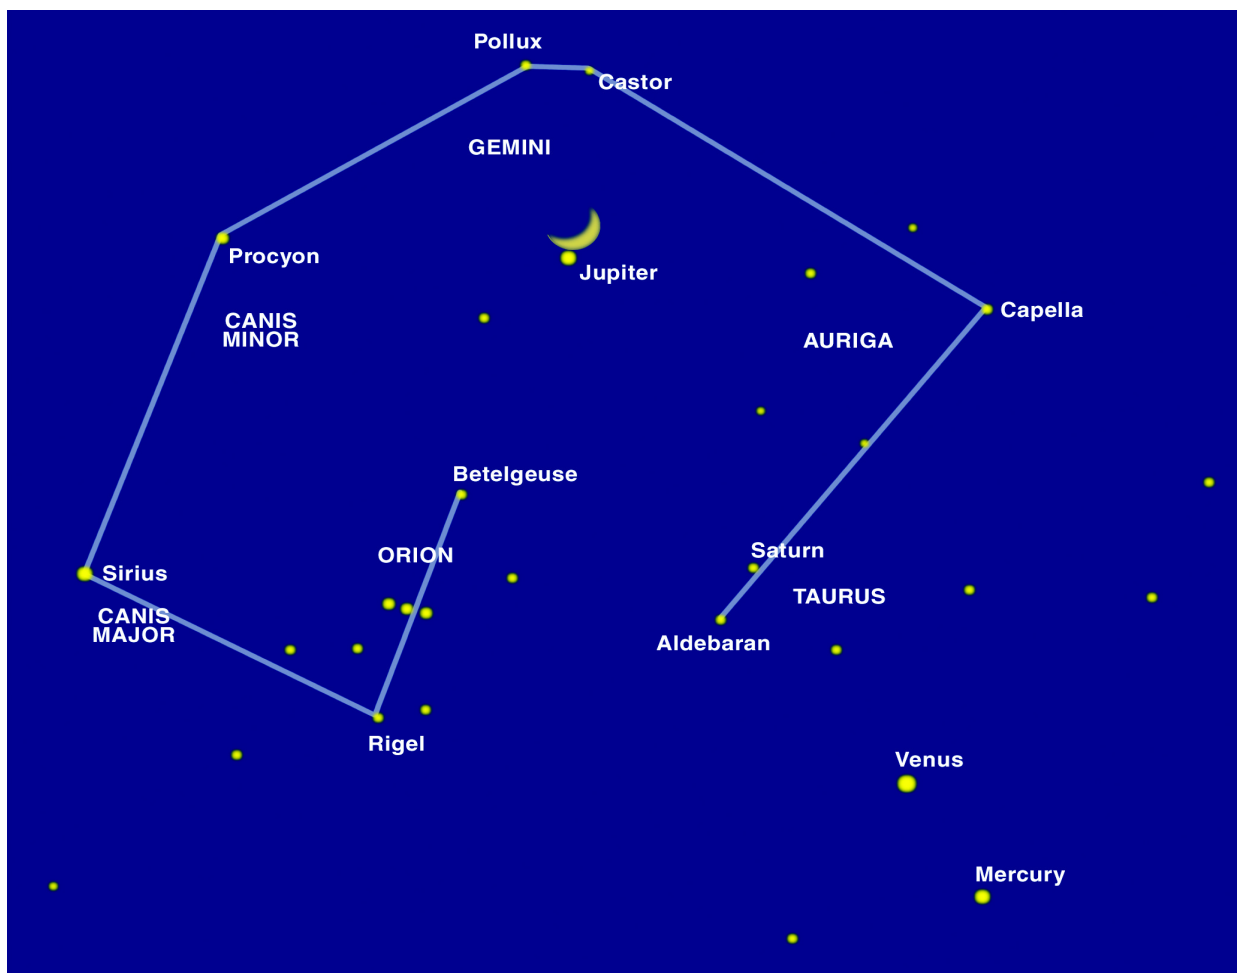 Pollux
Castor
GEMINI
Procyon
Jupiter
CANIS
MINOR
Capella
AURIGA
Betelgeuse
ORION
Saturn
Sirius
TAURUS
CANIS
MAJOR
Aldebaran
Rigel
Venus
Mercury